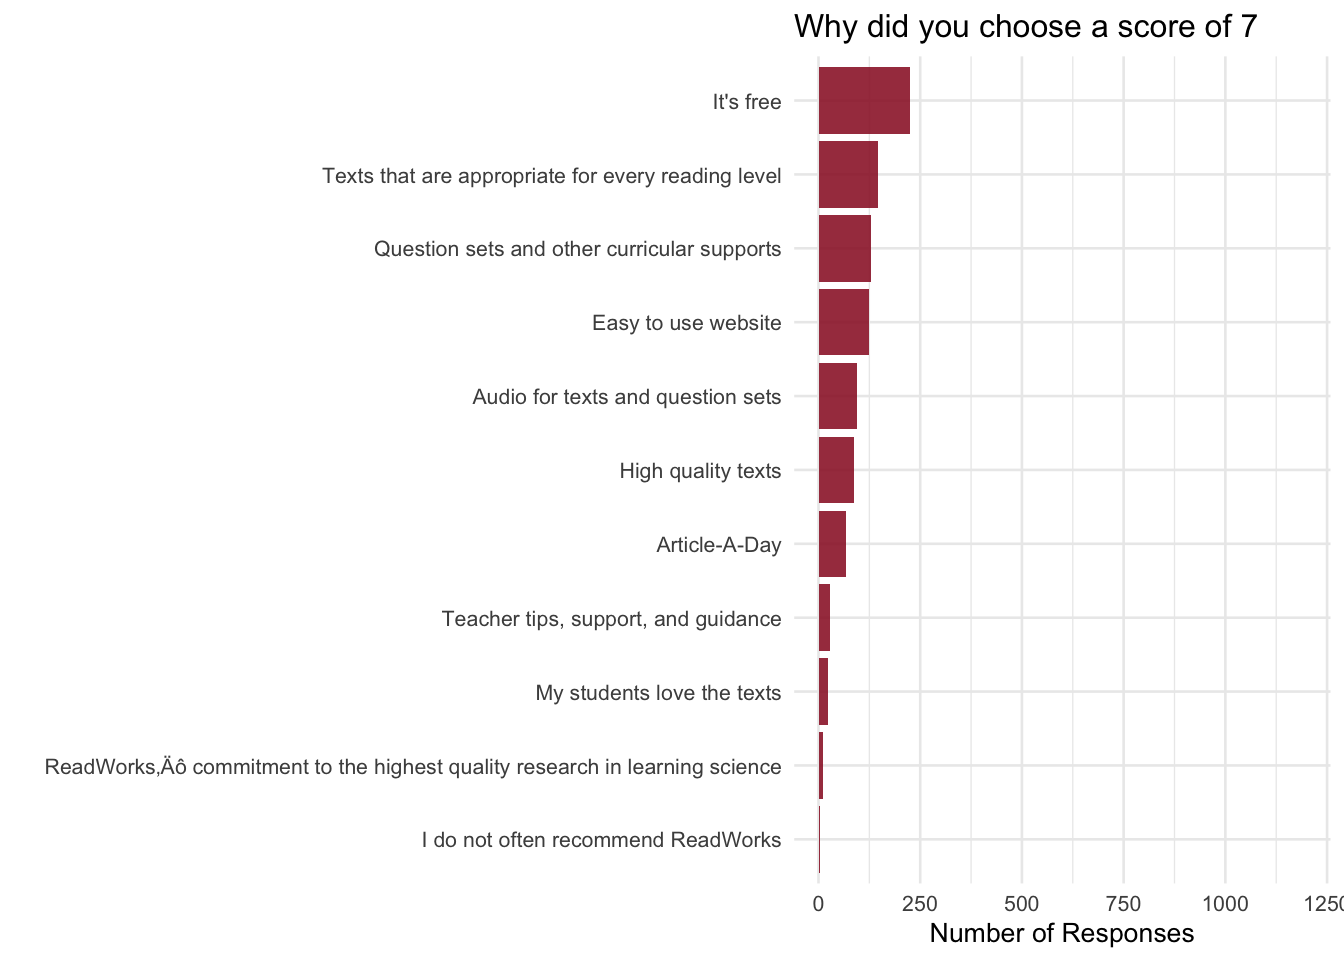 Why did you choose a score of 7
It's free
Texts that are appropriate for every reading level
Question sets and other curricular supports
Easy to use website
Audio for texts and question sets
High quality texts
Article-A-Day
Teacher tips, support, and guidance
My students love the texts
ReadWorks‚Äô commitment to the highest quality research in learning science
I do not often recommend ReadWorks
0 250 500 750 1000 1250
Number of Responses